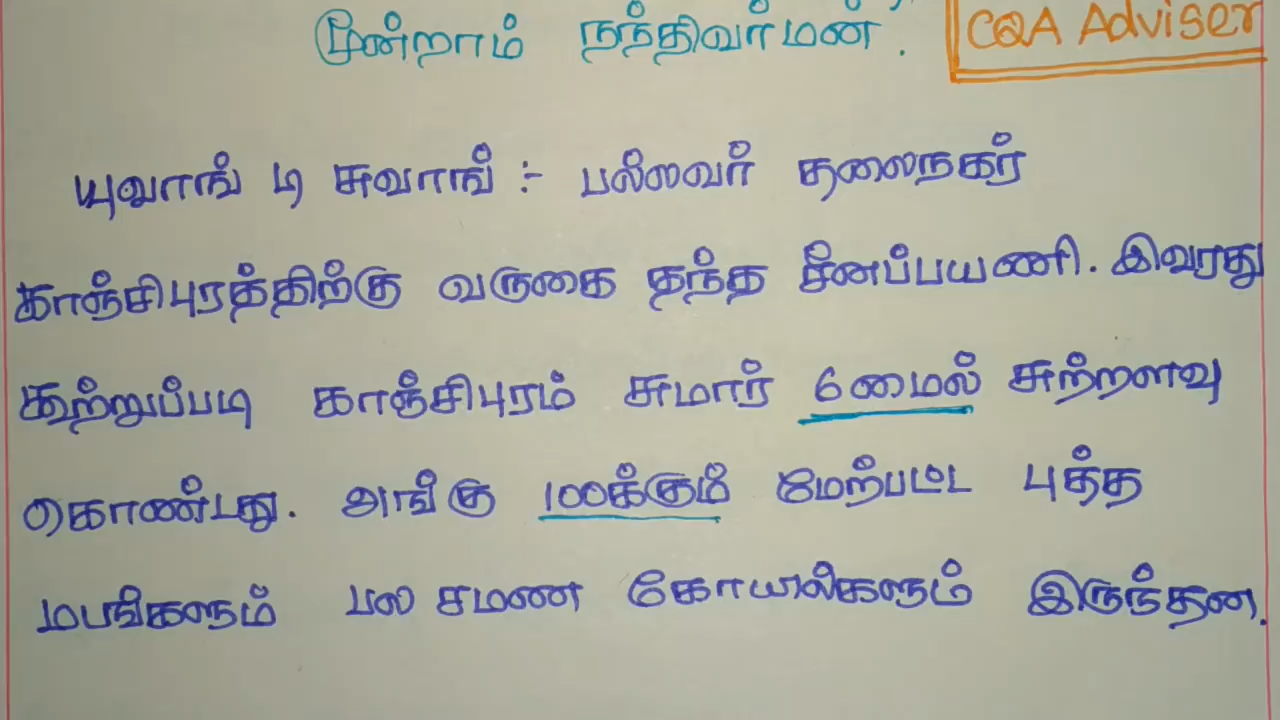 மூன்றாம் நந்திவர்மன்.
CQA Adviser
யுவாங் டி சுவாங் :- பல்லவர் தலைநகர்
காஞ்சிபுரத்திற்கு வருகை தந்த சீனப்பயணி. இவரது
கூற்றுப்படி காஞ்சிபுரம் சுமார் 6மைல் சுற்றளவு
கொண்டது. அங்கு 100க்கும் மேற்பட்ட புத்த
மடங்களும் பல சமண கோயில்களும் இருந்தன.